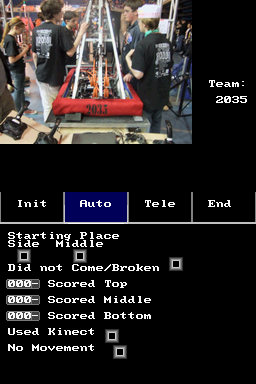 2035
Team:
2035
Init Auto Tele End
Starting Place
Side Middle
Did not Come/Broken
000- Scored Top
000- Scored Middle
000- Scored Bottom
Used Kinect
No Movement